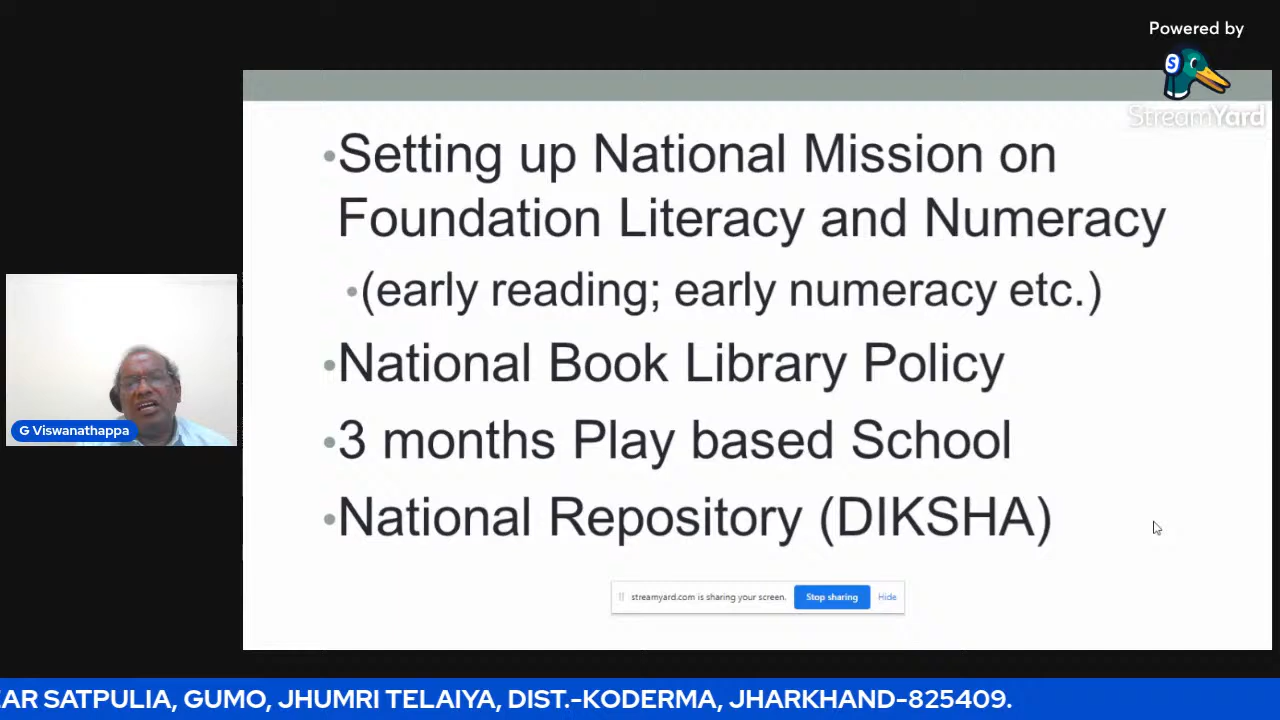 Powered by
StreamYard
•Setting up National Mission on
Foundation Literacy and Numeracy
•(early reading; early numeracy etc.)
•National Book Library Policy
•3 months Play based School
•National Repository (DIKSHA)
G Viswanathappa
streamyard.com is sharing your screen. Stop sharing Hide
SATPULIA, GUMO, JHUMRI TELAIYA, DIST.-KODERMA, JHARKHAND-825409.